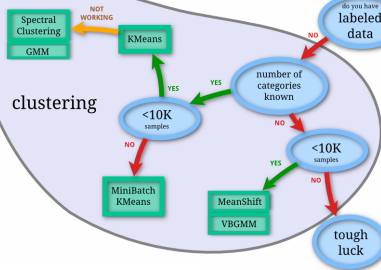 do you have
labeled
data
NO
NOT
WORKING
Spectral
Clustering
GMM
KMeans
number of
categories
known
YES
YES
clustering
<10K
samples
NO
NO
<10K
samples
YES
NO
MiniBatch
KMeans
MeanShift
VBGMM
tough
luck